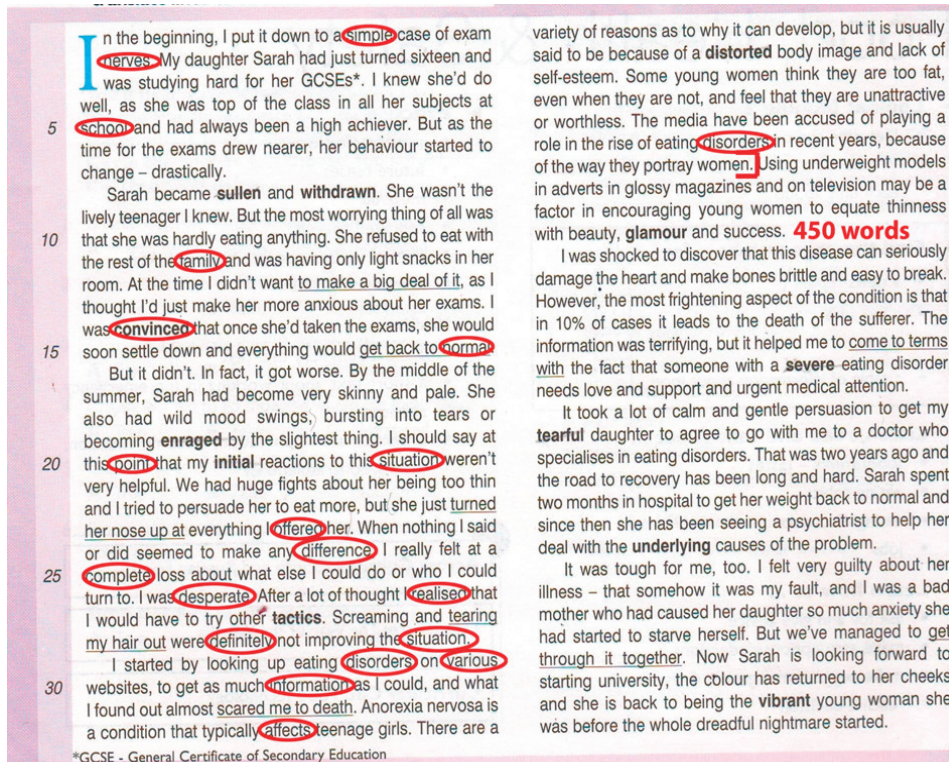 In the beginning, I put it down to a simple case of exam
nerves. My daughter Sarah had just turned sixteen and
was studying hard for her GCSEs*. I knew she'd do
well, as she was top of the class in all her subjects at
5 school and had always been a high achiever. But as the
time for the exams drew nearer, her behaviour started to
change – drastically.
Sarah became sullen and withdrawn. She wasn't the
lively teenager I knew. But the most worrying thing of all was
10 that she was hardly eating anything. She refused to eat with
the rest of the family and was having only light snacks in her
room. At the time I didn't want to make a big deal of it, as I
thought I'd just make her more anxious about her exams. I
was convinced that once she'd taken the exams, she would
15 soon settle down and everything would get back to normal.
But it didn't. In fact, it got worse. By the middle of the
summer, Sarah had become very skinny and pale. She
also had wild mood swings, bursting into tears or
becoming enraged by the slightest thing. I should say at
20 this point that my initial reactions to this situation weren't
very helpful. We had huge fights about her being too thin
and I tried to persuade her to eat more, but she just turned
her nose up at everything I offered her. When nothing I said
or did seemed to make any difference, I really felt at a
25 complete loss about what else I could do or who I could
turn to. I was desperate. After a lot of thought I realised that
I would have to try other tactics. Screaming and tearing
my hair out were definitely not improving the situation.
I started by looking up eating disorders on various
30 websites, to get as much information as I could, and what
I found out almost scared me to death. Anorexia nervosa is
a condition that typically affects teenage girls. There are a
*GCSE - General Certificate of Secondary Education
variety of reasons as to why it can develop, but it is usually
said to be because of a distorted body image and lack of
self-esteem. Some young women think they are too fat,
even when they are not, and feel that they are unattractive
or worthless. The media have been accused of playing a
role in the rise of eating disorders in recent years, because
of the way they portray women. Using underweight models
in adverts in glossy magazines and on television may be a
factor in encouraging young women to equate thinness
with beauty, glamour and success. 450 words
I was shocked to discover that this disease can seriously
damage the heart and make bones brittle and easy to break.
However, the most frightening aspect of the condition is that
in 10% of cases it leads to the death of the sufferer. The
information was terrifying, but it helped me to come to terms
with the fact that someone with a severe eating disorder
needs love and support and urgent medical attention.
It took a lot of calm and gentle persuasion to get my
tearful daughter to agree to go with me to a doctor who
specialises in eating disorders. That was two years ago and
the road to recovery has been long and hard. Sarah spent
two months in hospital to get her weight back to normal and
since then she has been seeing a psychiatrist to help her
deal with the underlying causes of the problem.
It was tough for me, too. I felt very guilty about her
illness – that somehow it was my fault, and I was a bad
mother who had caused her daughter so much anxiety she
had started to starve herself. But we've managed to get
through it together. Now Sarah is looking forward to
starting university, the colour has returned to her cheeks
and she is back to being the vibrant young woman she
was before the whole dreadful nightmare started.